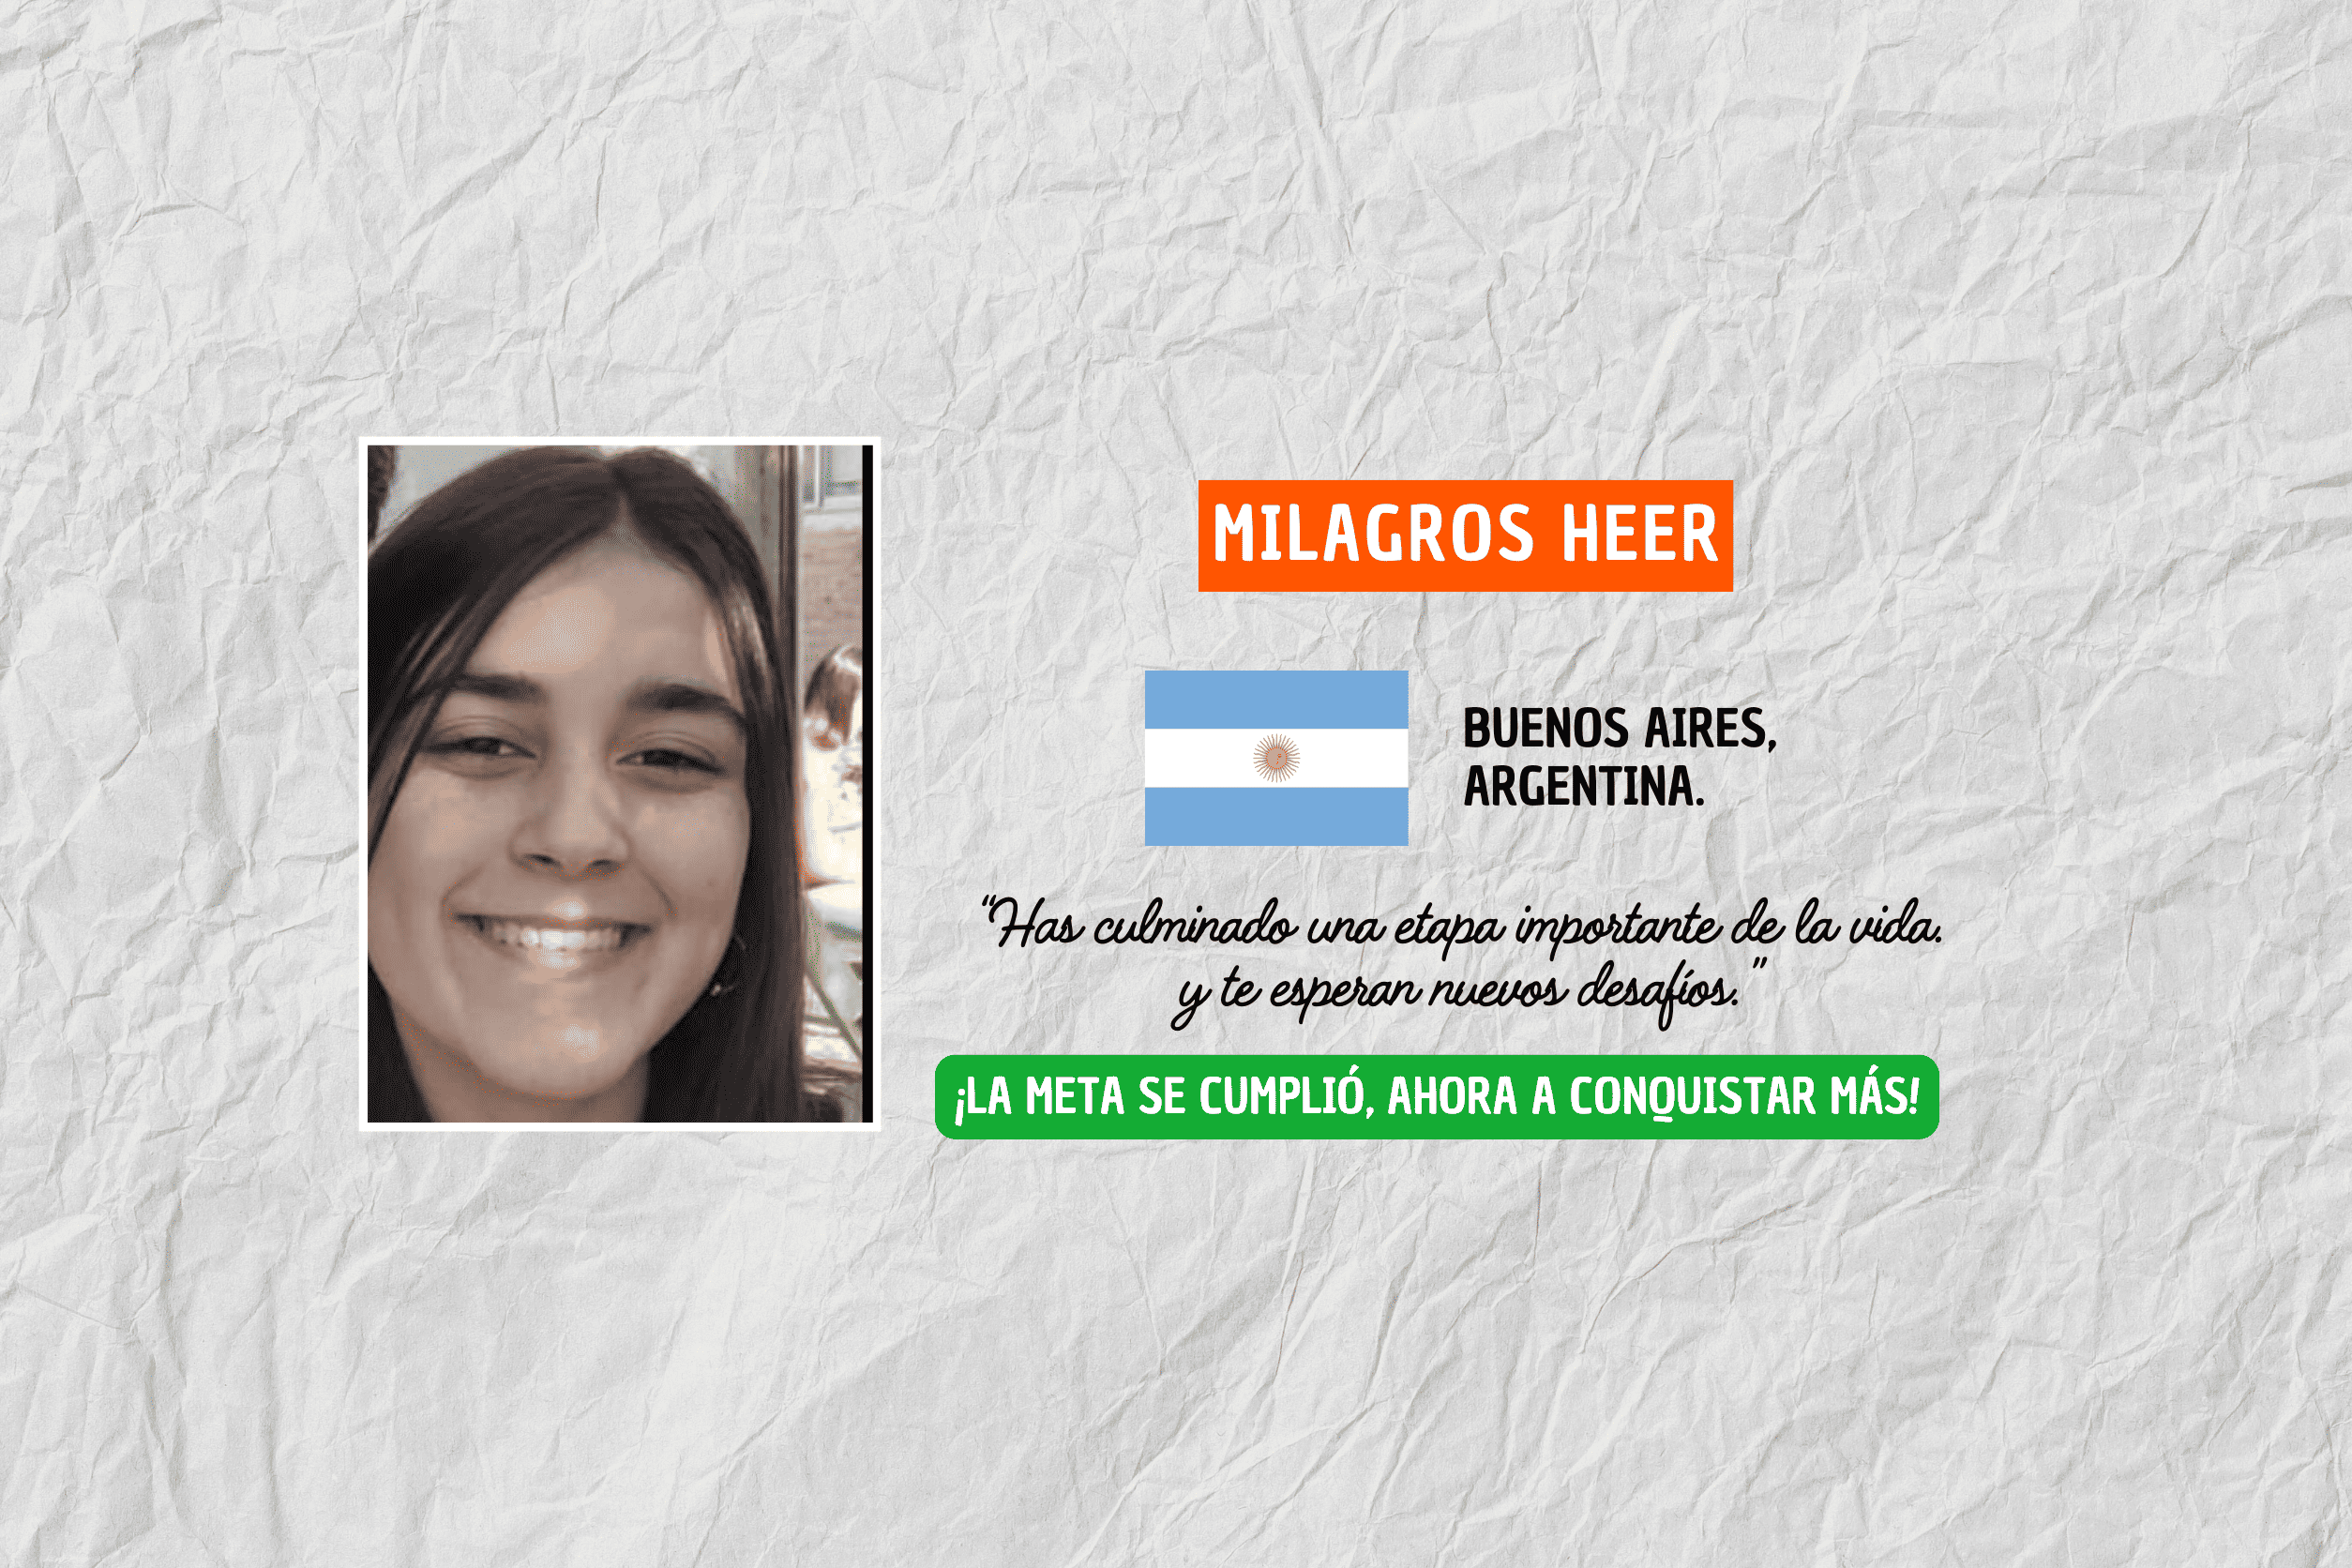 MILAGROS HEER
BUENOS AIRES,
ARGENTINA.
“Has culminado una etapa importante de la vida.
y te esperan nuevos desafíos.”
¡LA META SE CUMPLIÓ, AHORA A CONQUISTAR MÁS!